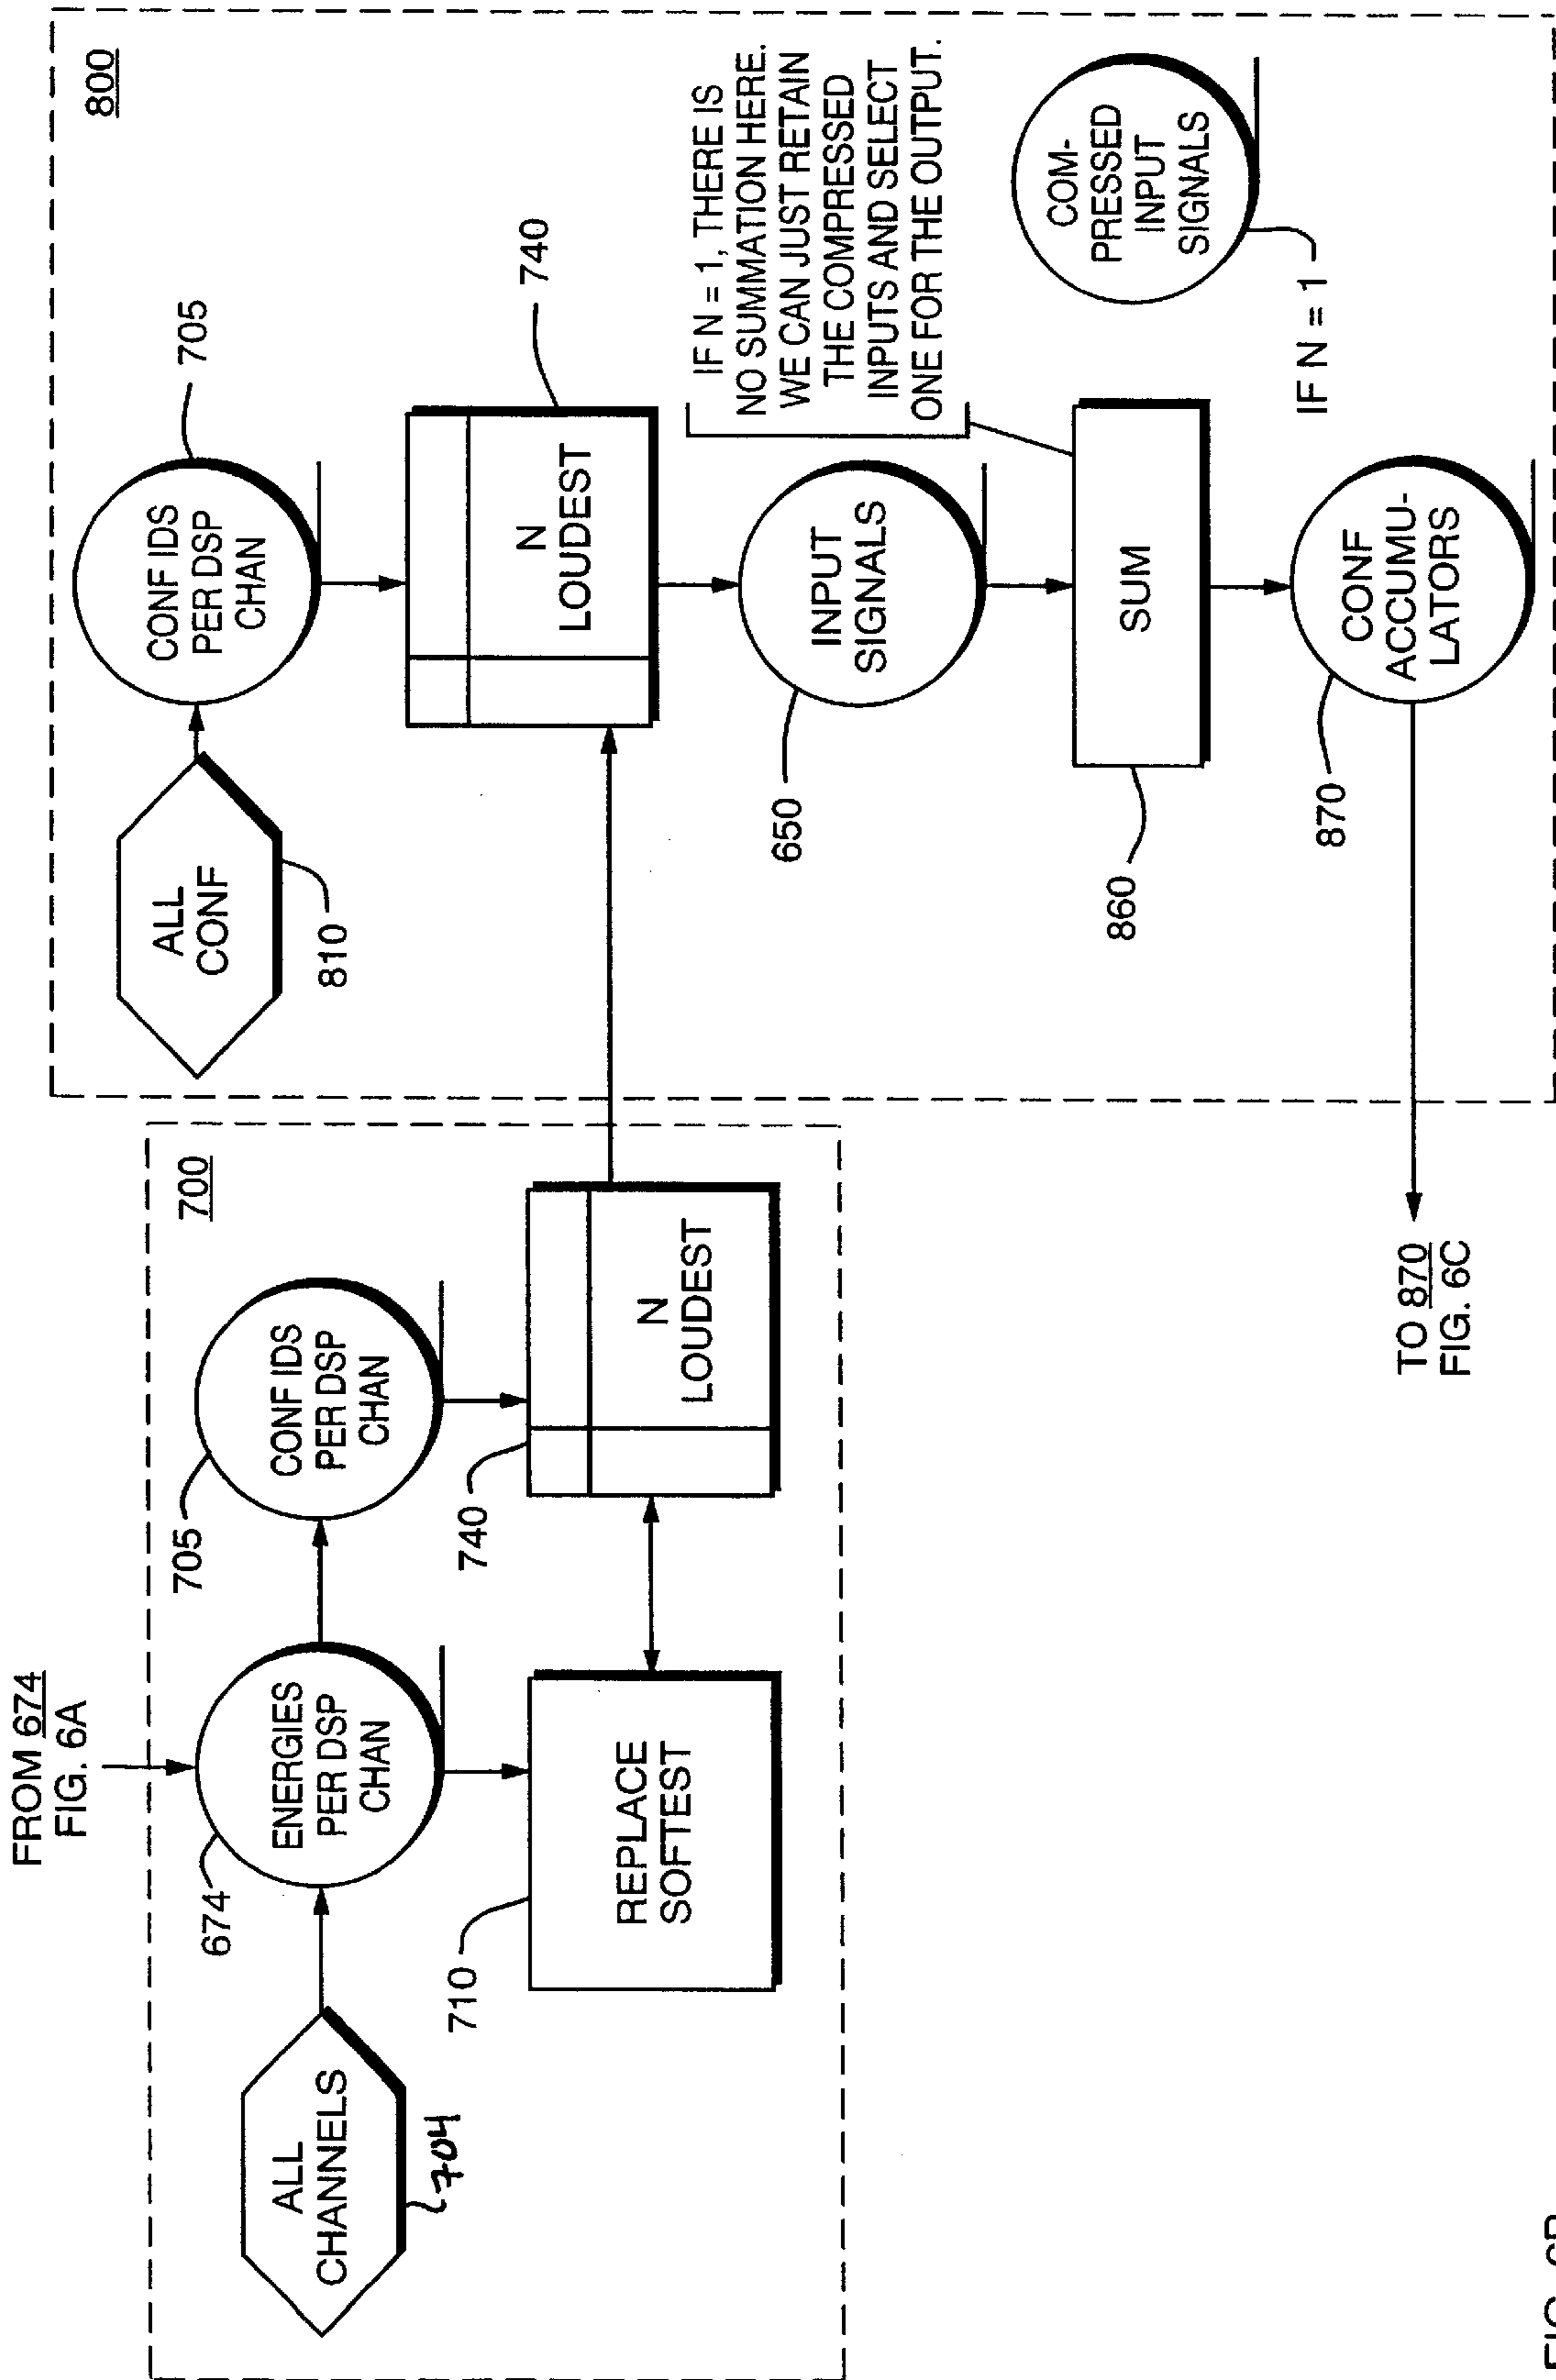 FROM 674
FIG. 6A
700
ALL
CHANNELS
704
674
ENERGIES
PER DSP
CHAN
705
CONF IDS
PER DSP
CHAN
710
REPLACE
SOFTEST
740
N
LOUDEST
800
ALL
CONF
810
CONF IDS
PER DSP
CHAN
705
N
LOUDEST
740
650
INPUT
SIGNALS
IF N = 1, THERE IS
NO SUMMATION HERE.
WE CAN JUST RETAIN
THE COMPRESSED
INPUTS AND SELECT
ONE FOR THE OUTPUT.
860
SUM
COM-
PRESSED
INPUT
SIGNALS
IF N = 1
870
CONF
ACCUMU-
LATORS
TO 870
FIG. 6C